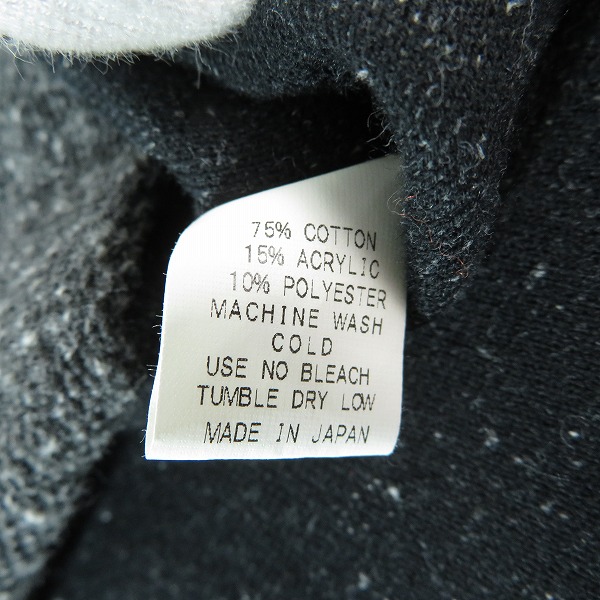 75% COTTON
15% ACRYLIC
10% POLYESTER
MACHINE WASH
COLD
USE NO BLEACH
TUMBLE DRY LOW
MADE IN JAPAN